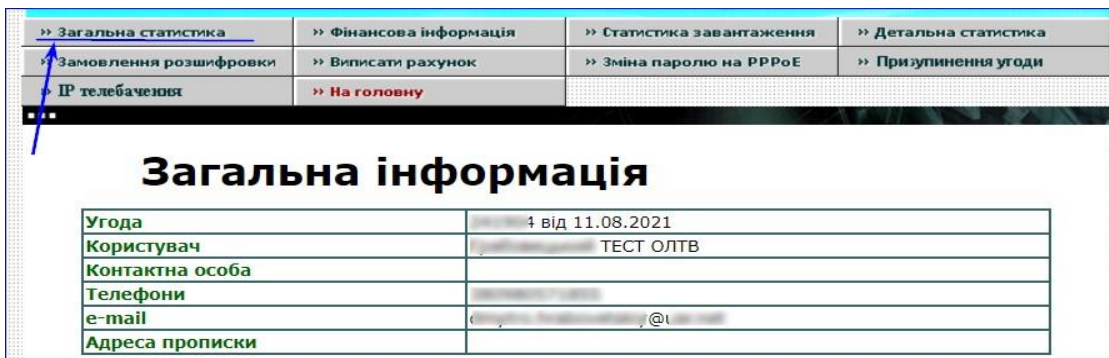 ›› Загальна статистика ›› Фінансова інформація ›› Статистика завантаження ›› Детальна статистика
›› Замовлення розшифровки ›› Виписати рахунок ›› Зміна паролю на PPPoE ›› Призупинення угоди
›› IP телебачення ›› На головну
Загальна інформація
Угода 4 від 11.08.2021
Користувач ТЕСТ ОЛТВ
Контактна особа
Телефони
e-mail @
Адреса прописки